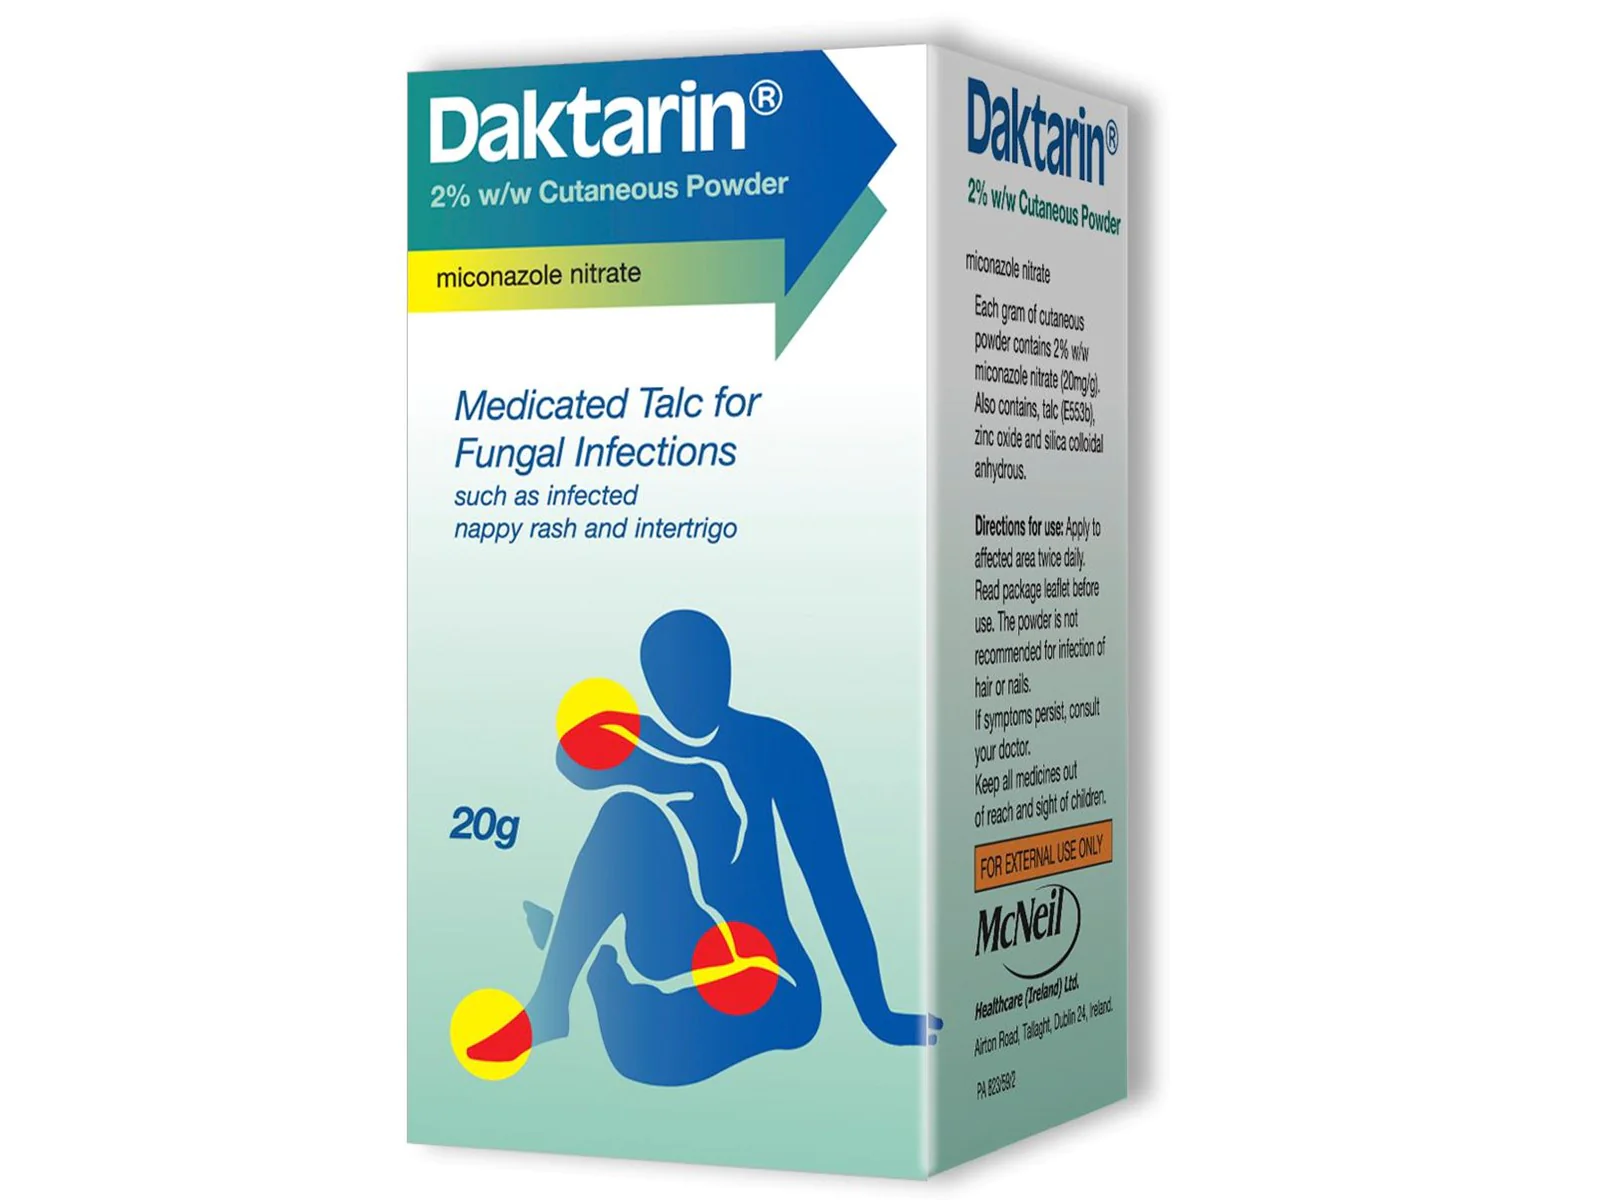 Daktarin®
2% w/w Cutaneous Powder
miconazole nitrate
Medicated Talc for
Fungal Infections
such as infected
nappy rash and intertrigo
20g
Daktarin®
2% w/w Cutaneous Powder
miconazole nitrate
Each gram of cutaneous
powder contains 2% w/w
miconazole nitrate (20mg/g).
Also contains, talc (E553b),
zinc oxide and silica colloidal
anhydrous.
Directions for use: Apply to
affected area twice daily.
Read package leaflet before
use. The powder is not
recommended for infection of
hair or nails.
If symptoms persist, consult
your doctor.
Keep all medicines out
of reach and sight of children.
FOR EXTERNAL USE ONLY
McNeil
Healthcare (Ireland) Ltd.
Airton Road, Tallaght, Dublin 24, Ireland.
PA 823/59/2